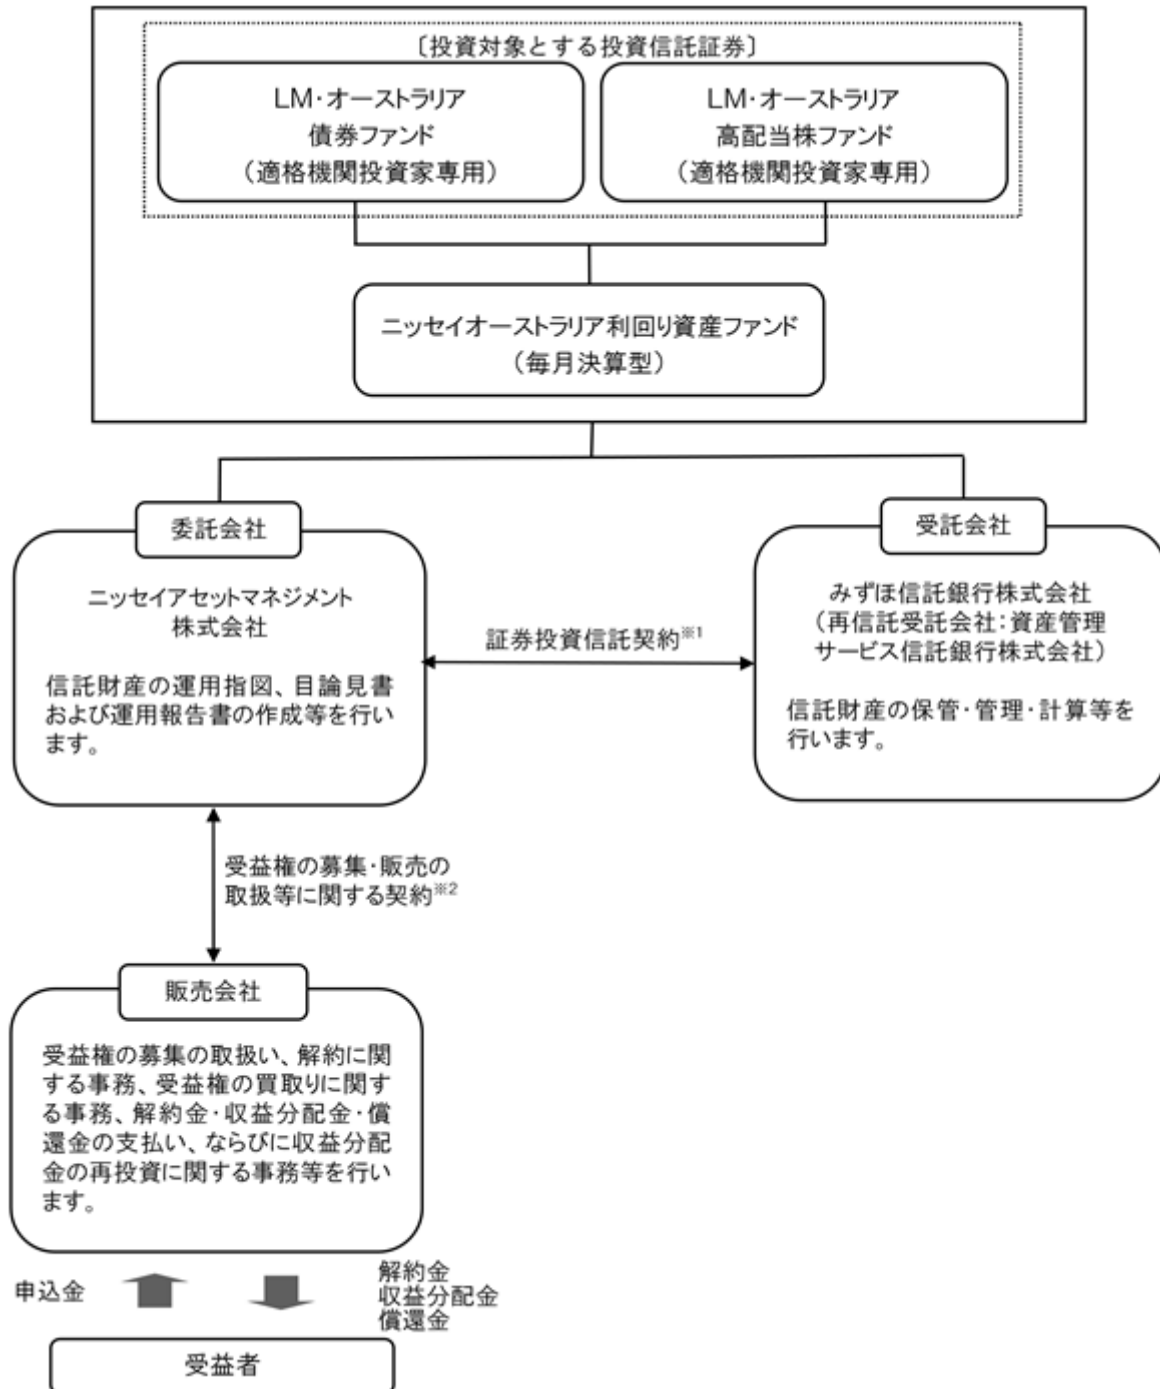 〔投資対象とする投資信託証券〕
LM・オーストラリア
債券ファンド
（適格機関投資家専用）
LM・オーストラリア
高配当株ファンド
（適格機関投資家専用）
ニッセイオーストラリア利回り資産ファンド
（毎月決算型）
委託会社
ニッセイアセットマネジメント
株式会社
信託財産の運用指図、目論見書
および運用報告書の作成等を行い
ます。
証券投資信託契約※1
受託会社
みずほ信託銀行株式会社
（再信託受託会社：資産管理
サービス信託銀行株式会社）
信託財産の保管・管理・計算等を
行います。
受益権の募集・販売の
取扱等に関する契約※2
販売会社
受益権の募集の取扱い、解約に関
する事務、受益権の買取りに関す
る事務、解約金・収益分配金・償
還金の支払い、ならびに収益分配
金の再投資に関する事務等を行い
ます。
申込金
解約金
収益分配金
償還金
受益者